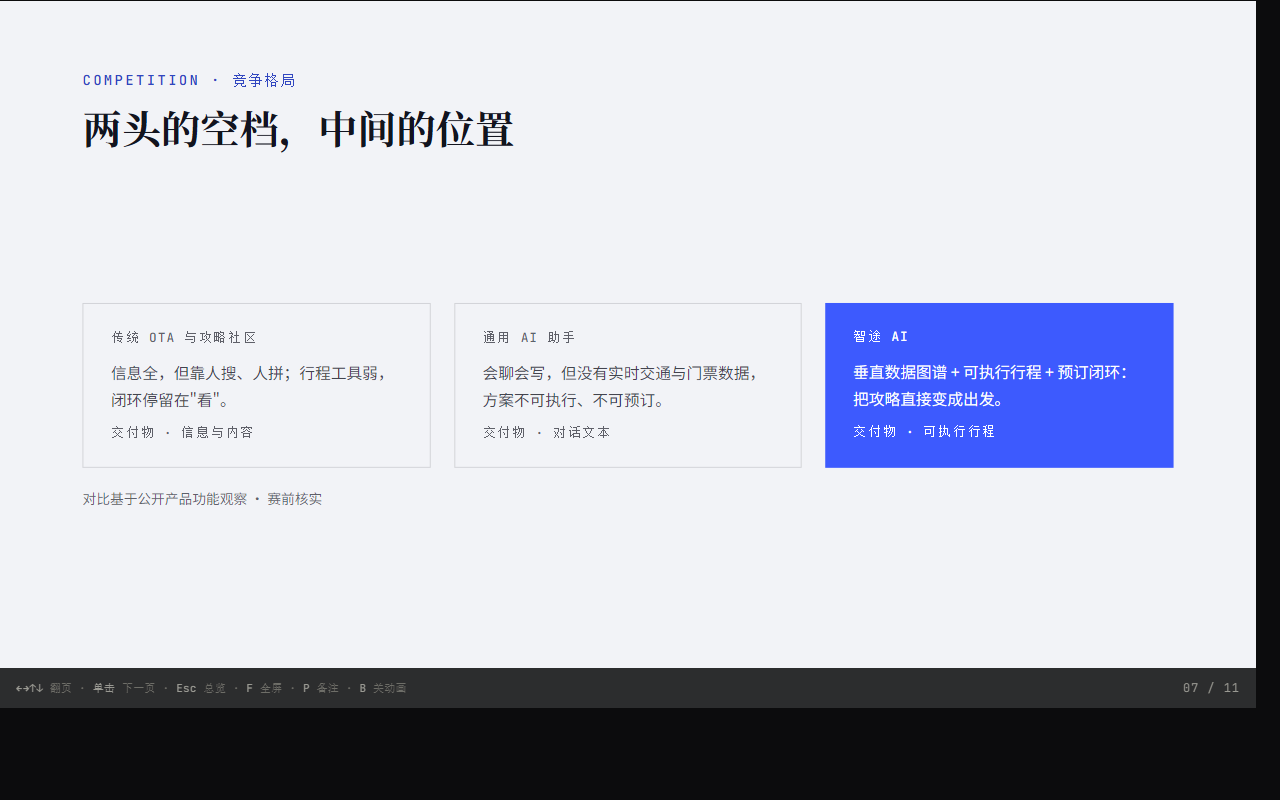 COMPETITION · 竞争格局
两头的空档，中间的位置
传统 OTA 与攻略社区
信息全，但靠人搜、人拼；行程工具弱，
闭环停留在"看"。
交付物 · 信息与内容
通用 AI 助手
会聊会写，但没有实时交通与门票数据，
方案不可执行、不可预订。
交付物 · 对话文本
智途 AI
垂直数据图谱 + 可执行行程 + 预订闭环：
把攻略直接变成出发。
交付物 · 可执行行程
对比基于公开产品功能观察 · 赛前核实
←→↑↓ 翻页 · 单击 下一页 · Esc 总览 · F 全屏 · P 备注 · B 关动画
07 / 11